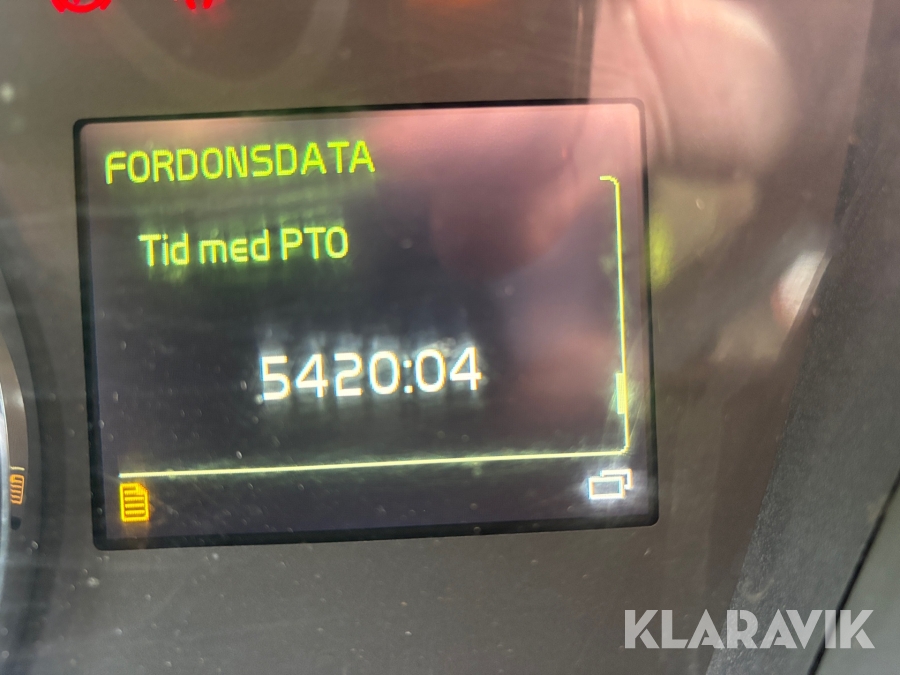 FORDONSDATA
Tid med PTO
5420:04
KLARAVIK